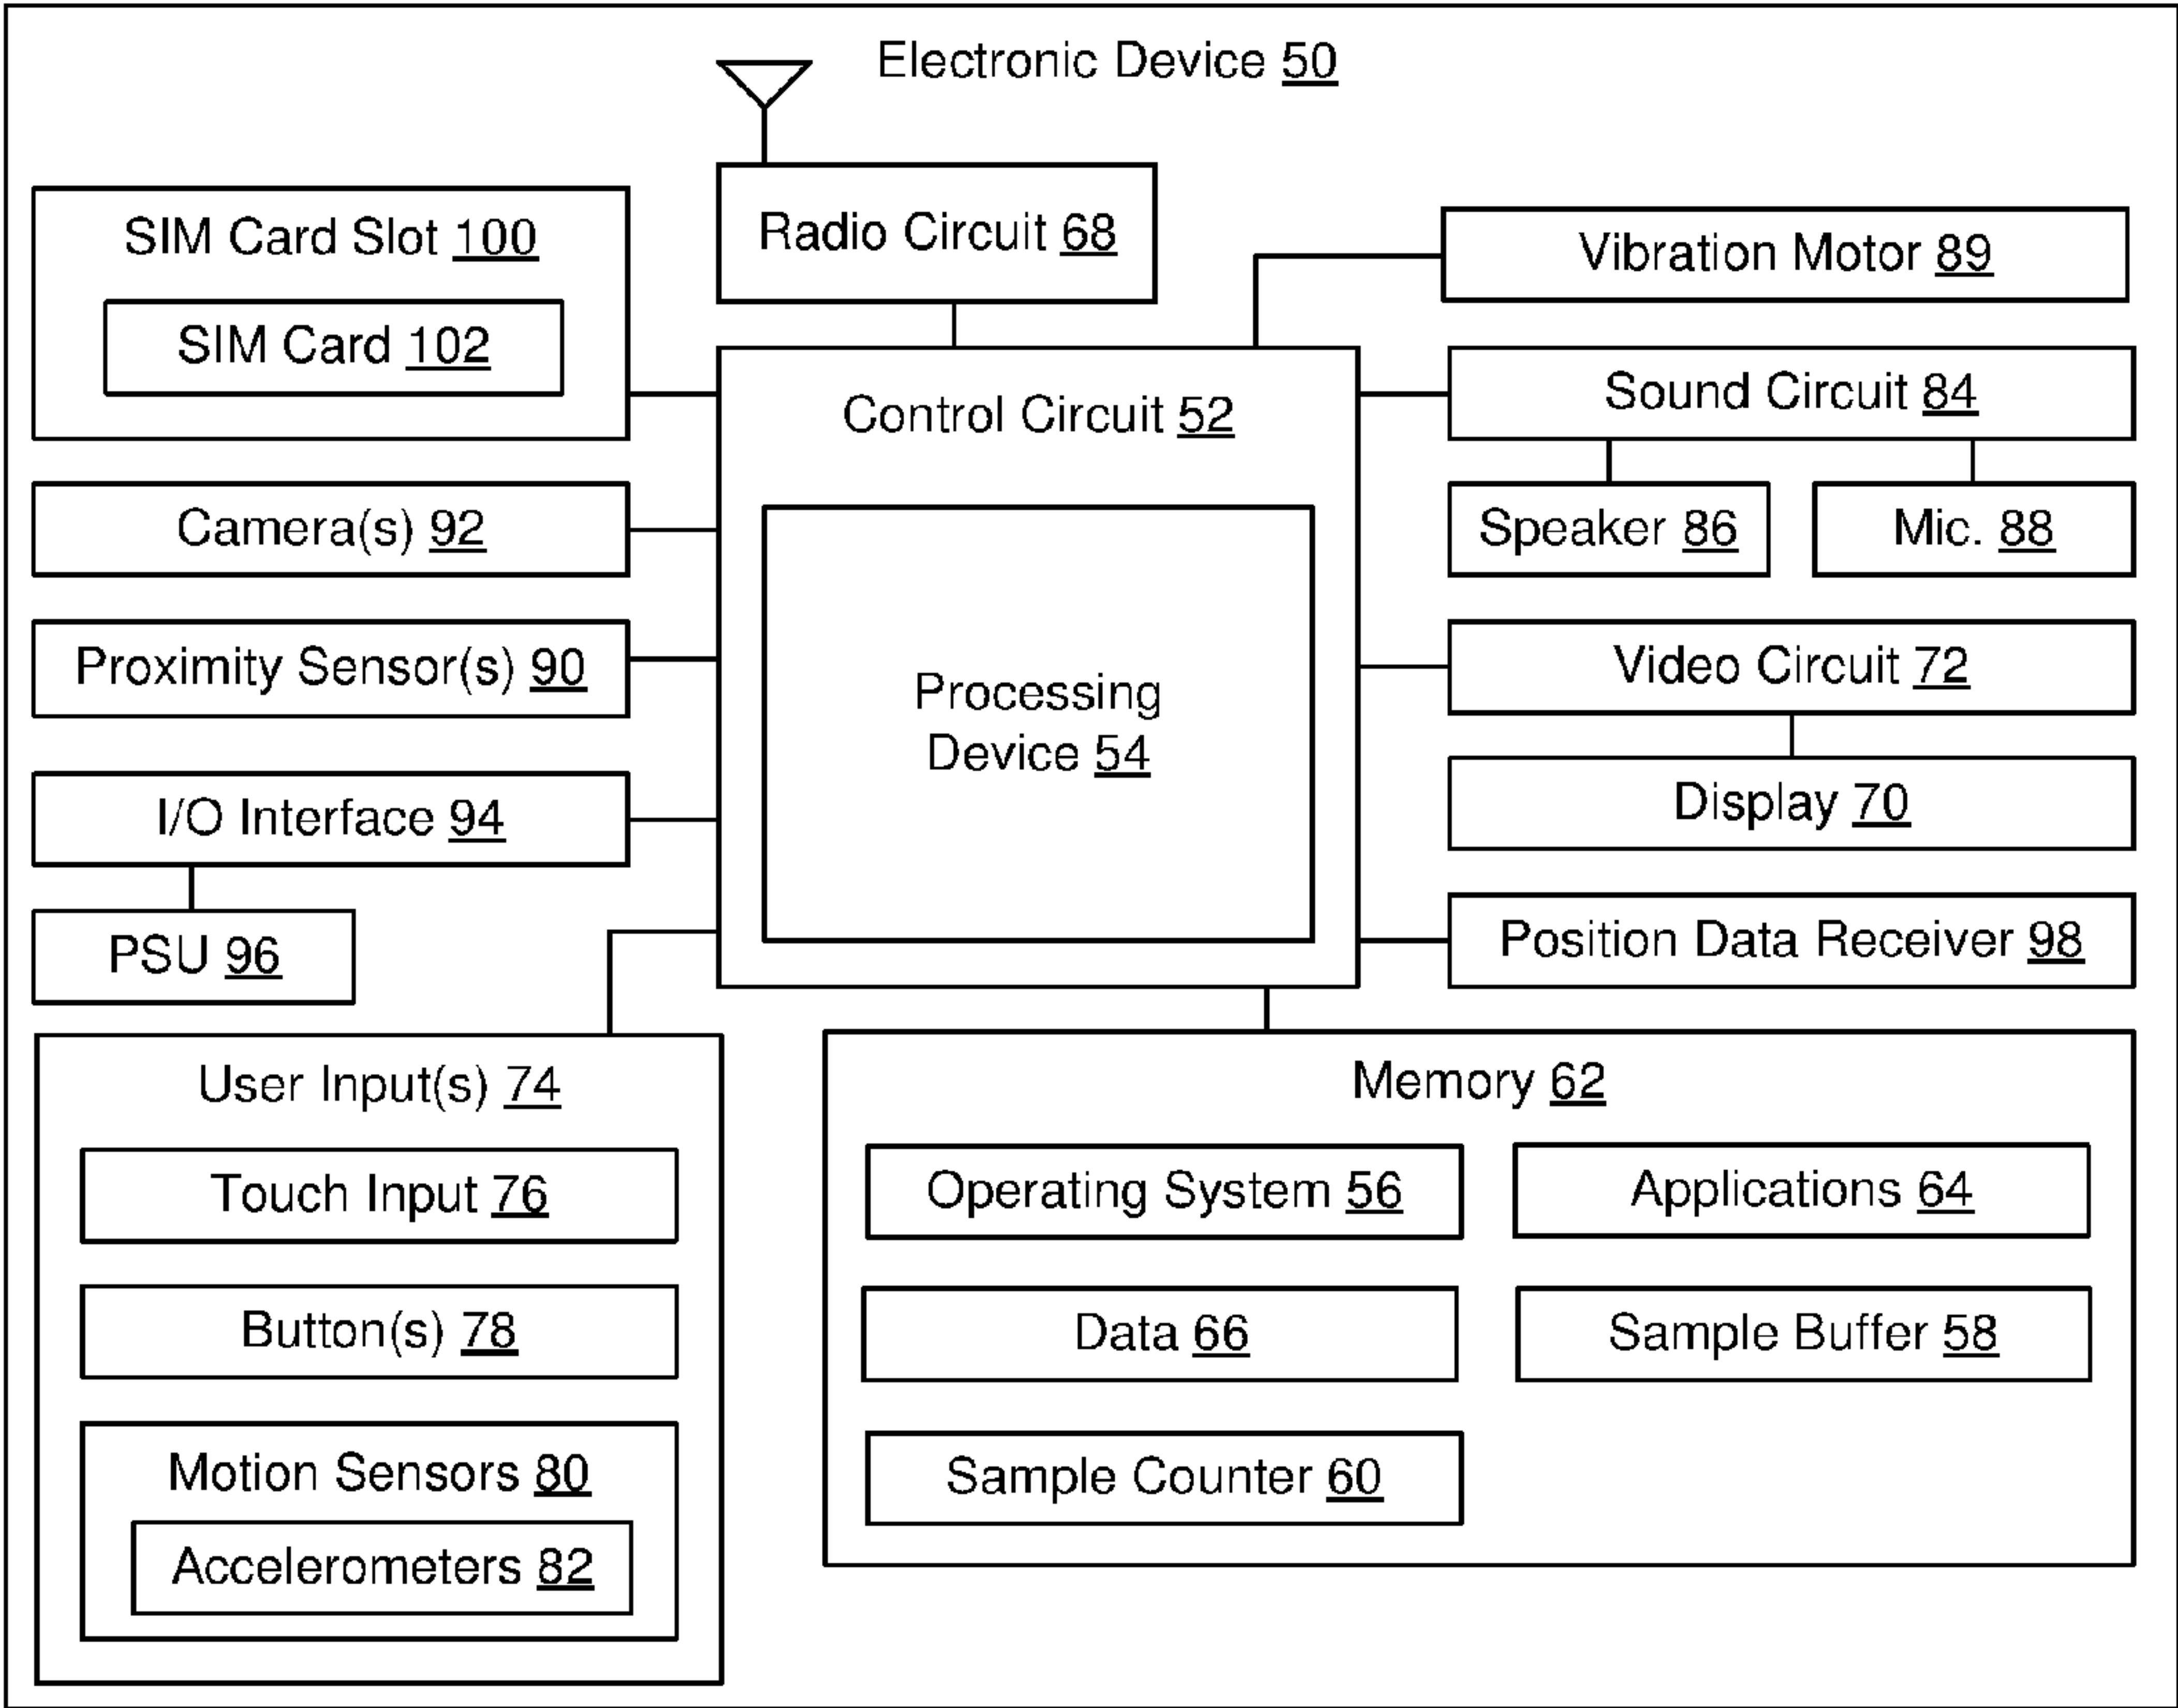 Electronic Device 50
SIM Card Slot 100
SIM Card 102
Radio Circuit 68
Vibration Motor 89
Control Circuit 52
Processing
Device 54
Sound Circuit 84
Speaker 86
Mic. 88
Camera(s) 92
Proximity Sensor(s) 90
Video Circuit 72
Display 70
I/O Interface 94
PSU 96
Position Data Receiver 98
User Input(s) 74
Touch Input 76
Button(s) 78
Motion Sensors 80
Accelerometers 82
Memory 62
Operating System 56
Applications 64
Data 66
Sample Buffer 58
Sample Counter 60